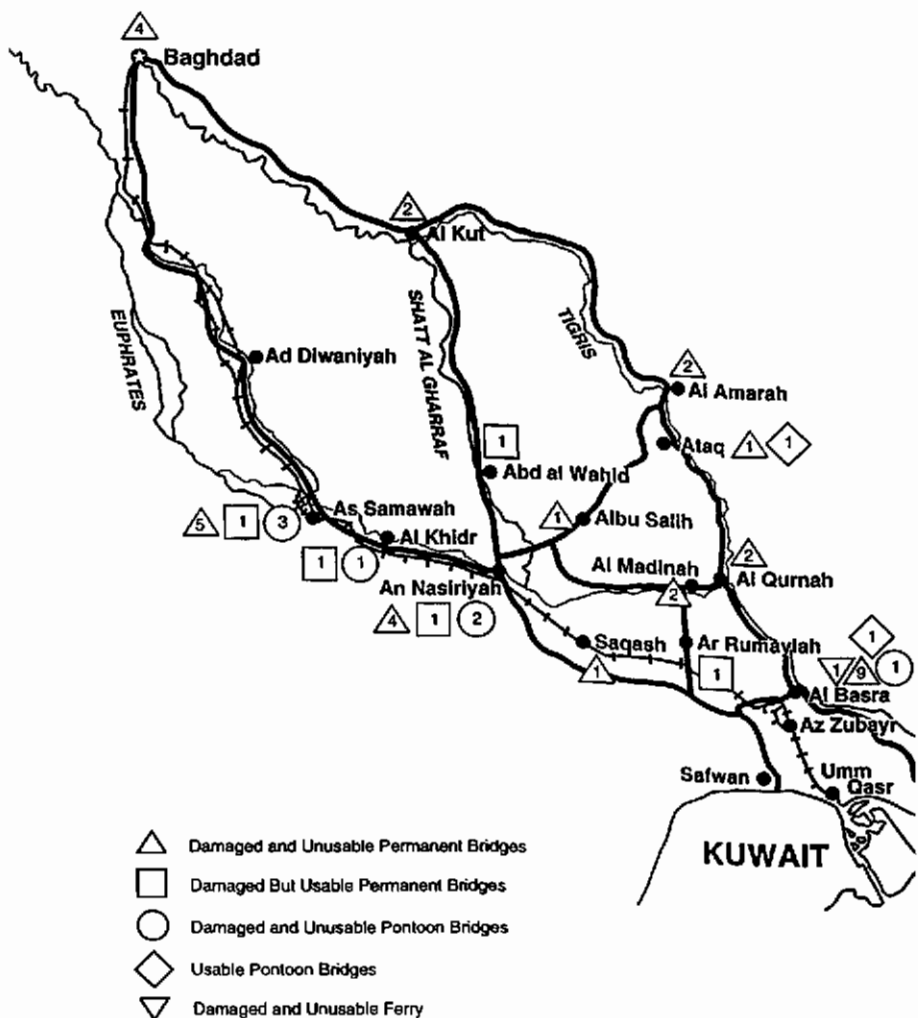 4
Baghdad
2
Al Kut
EUPHRATES
SHATT AL GHARRAF
TIGRIS
Ad Diwaniyah
2
Al Amarah
1
Abd al Wahid
Ataq
1
1
As Samawah
5
1
3
Al Khidr
1
1
1
Albu Salih
An Nasiriyah
4
1
2
Al Madinah
2
2
Al Qurnah
Saqash
1
Ar Rumaylah
1
1
1
9
1
Al Basra
Az Zubayr
Safwan
Umm
Qasr
KUWAIT
Damaged and Unusable Permanent Bridges
Damaged But Usable Permanent Bridges
Damaged and Unusable Pontoon Bridges
Usable Pontoon Bridges
Damaged and Unusable Ferry